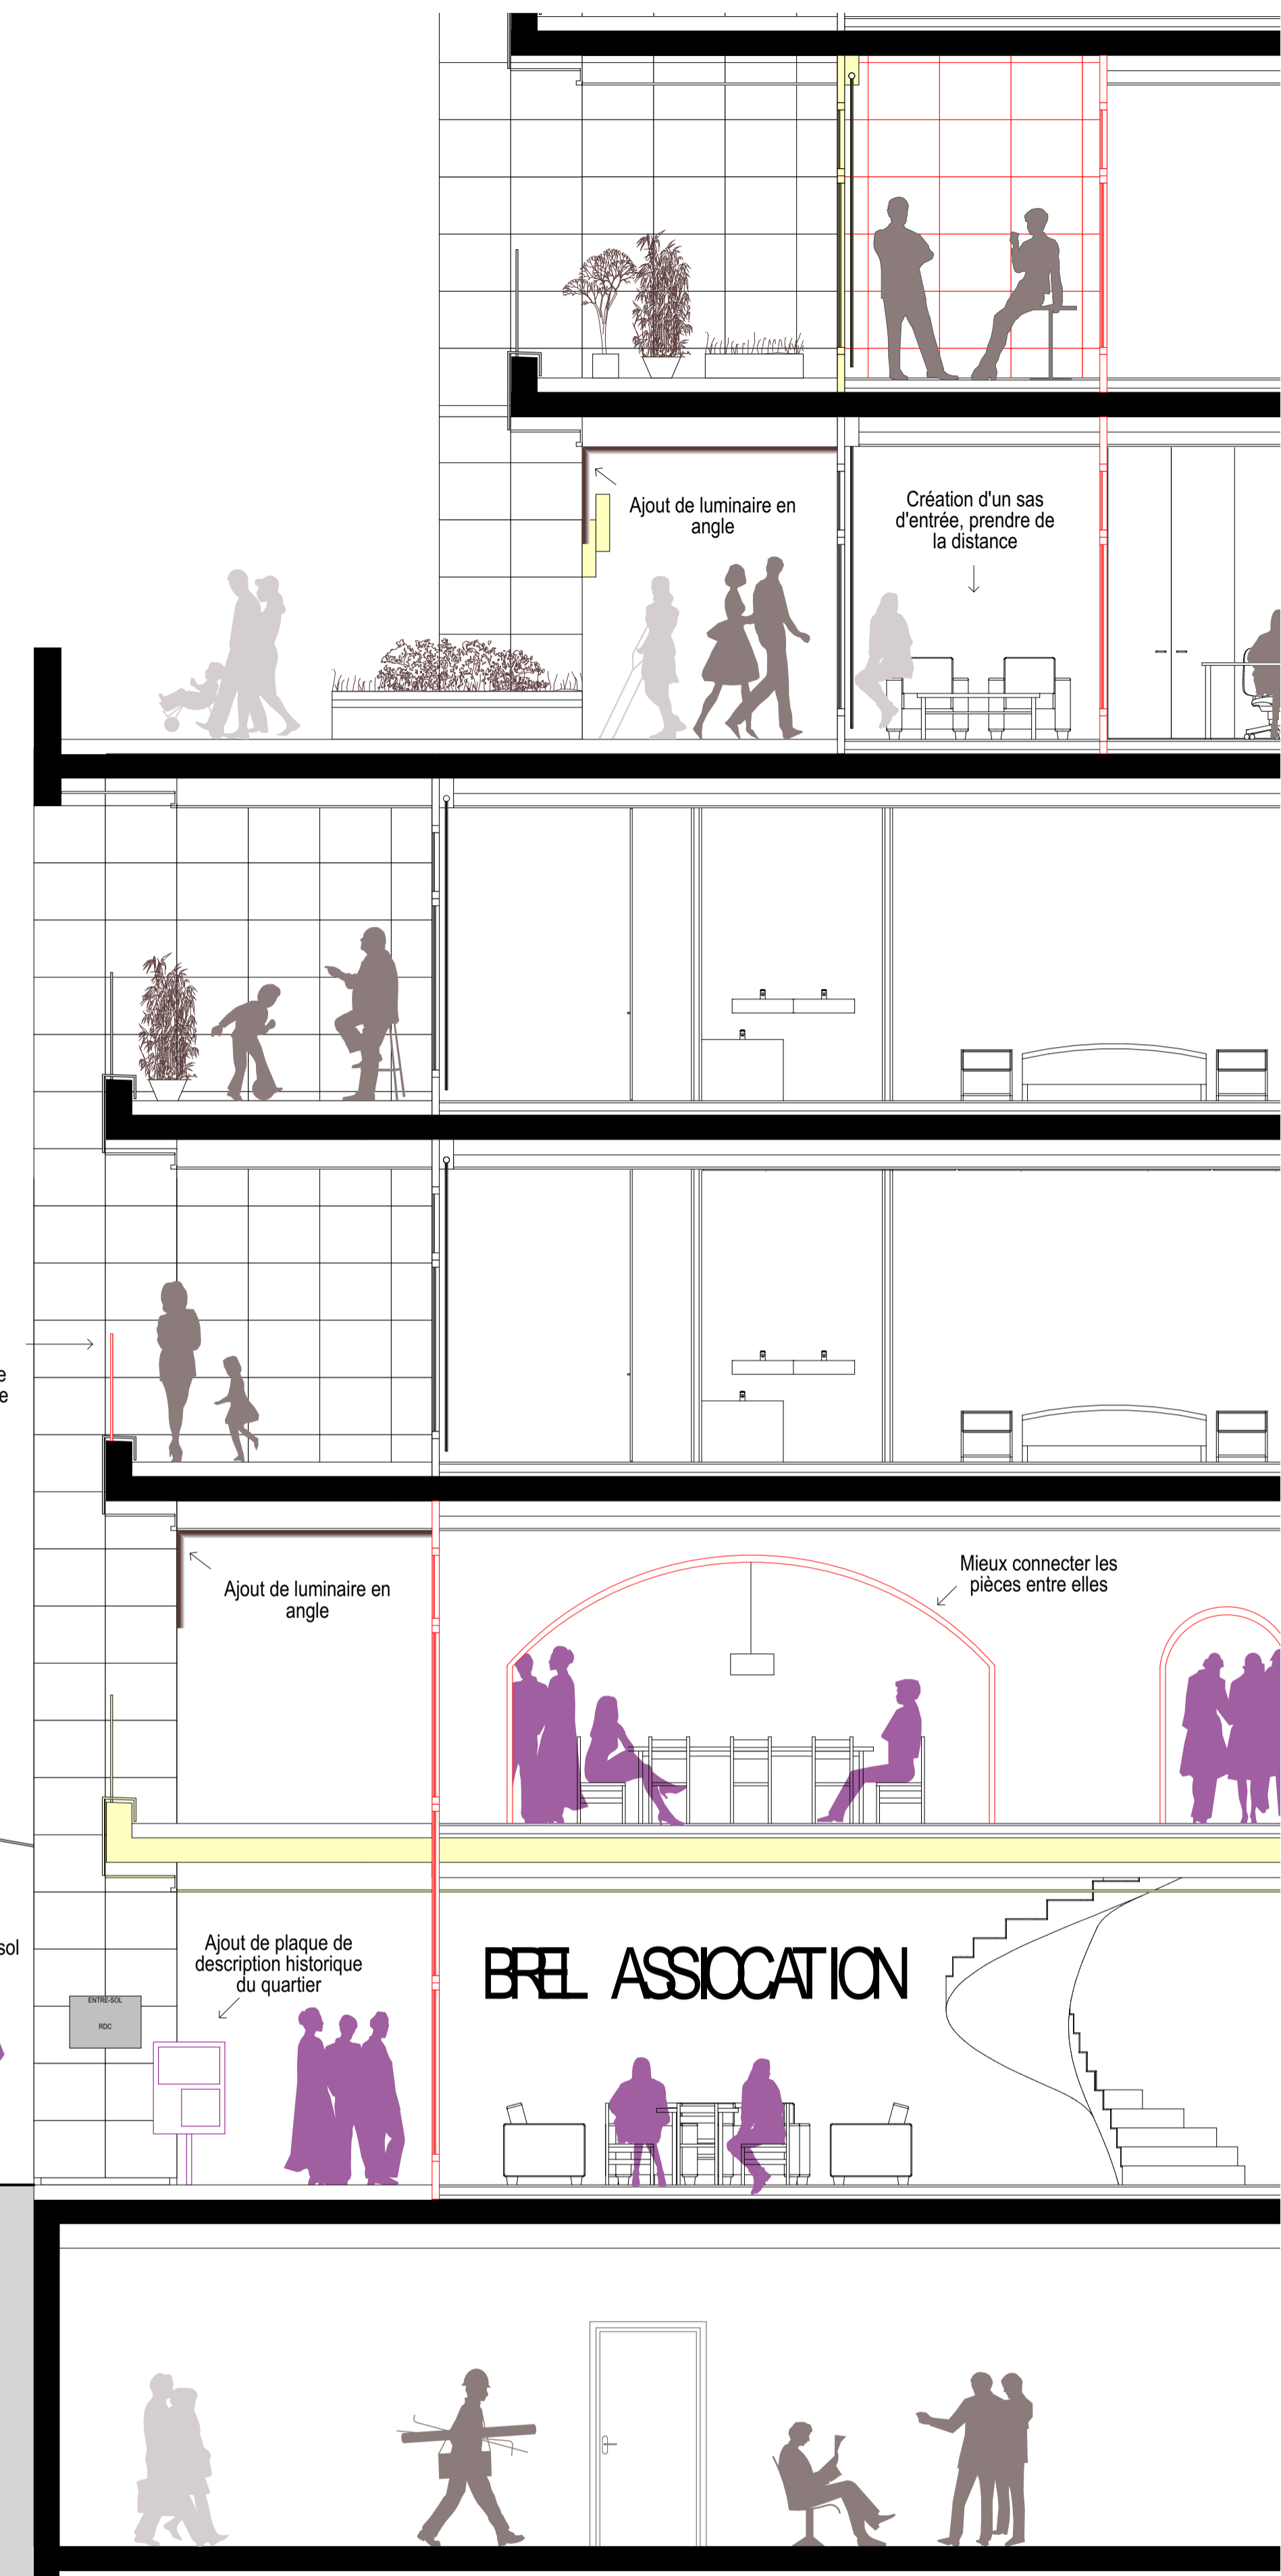 Ajout de luminaire en
angle
Création d'un sas
d'entrée, prendre de
la distance
e
e
Ajout de luminaire en
angle
Mieux connecter les
pièces entre elles
sol
Ajout de plaque de
description historique
du quartier
BREL ASSIOCATION
ENTRE-SOL
RDC